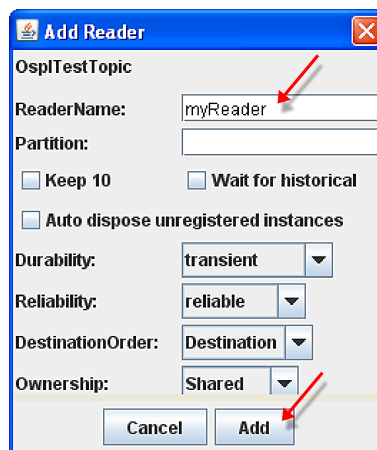 Add Reader
OsplTestTopic
ReaderName: myReader
Partition:
Keep 10 Wait for historical
Auto dispose unregistered instances
Durability: transient
Reliability: reliable
DestinationOrder: Destination
Ownership: Shared
Cancel Add